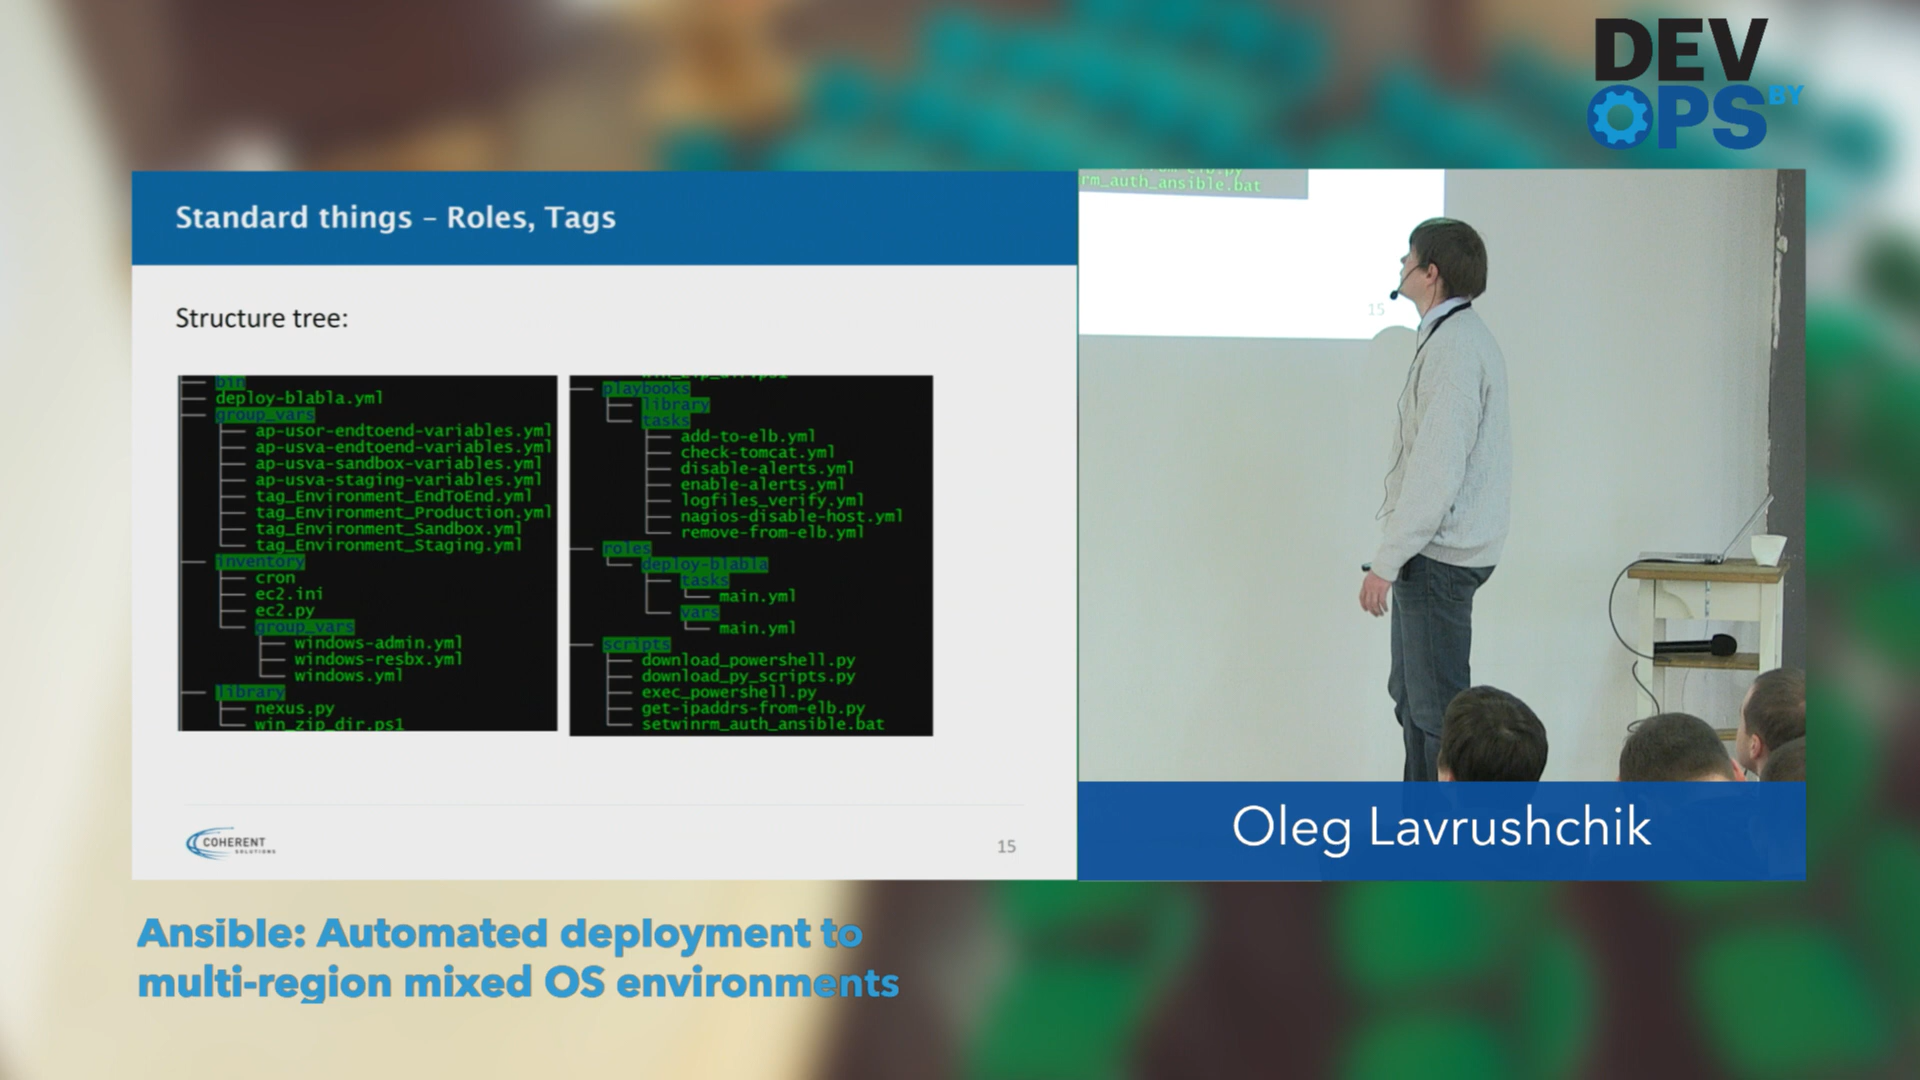 DEV
OPS BY
Standard things – Roles, Tags
Structure tree:
bin
deploy-blabla.yml
group_vars
ap-usor-endtoend-variables.yml
ap-usva-endtoend-variables.yml
ap-usva-sandbox-variables.yml
ap-usva-staging-variables.yml
tag_Environment_EndToEnd.yml
tag_Environment_Production.yml
tag_Environment_Sandbox.yml
tag_Environment_Staging.yml
inventory
cron
ec2.ini
ec2.py
group_vars
windows-admin.yml
windows-resbx.yml
windows.yml
library
nexus.py
win_zip_dir.ps1
win_zip_dir.ps1
playbooks
library
tasks
add-to-elb.yml
check-tomcat.yml
disable-alerts.yml
enable-alerts.yml
logfiles_verify.yml
nagios-disable-host.yml
remove-from-elb.yml
roles
deploy-blabla
tasks
main.yml
vars
main.yml
scripts
download_powershell.py
download_py_scripts.py
exec_powershell.py
get-ipaddrs-from-elb.py
setwinrm_auth_ansible.bat
COHERENT
SOLUTIONS
15
rm_auth_ansible.bat
15
Oleg Lavrushchik
Ansible: Automated deployment to
multi-region mixed OS environments